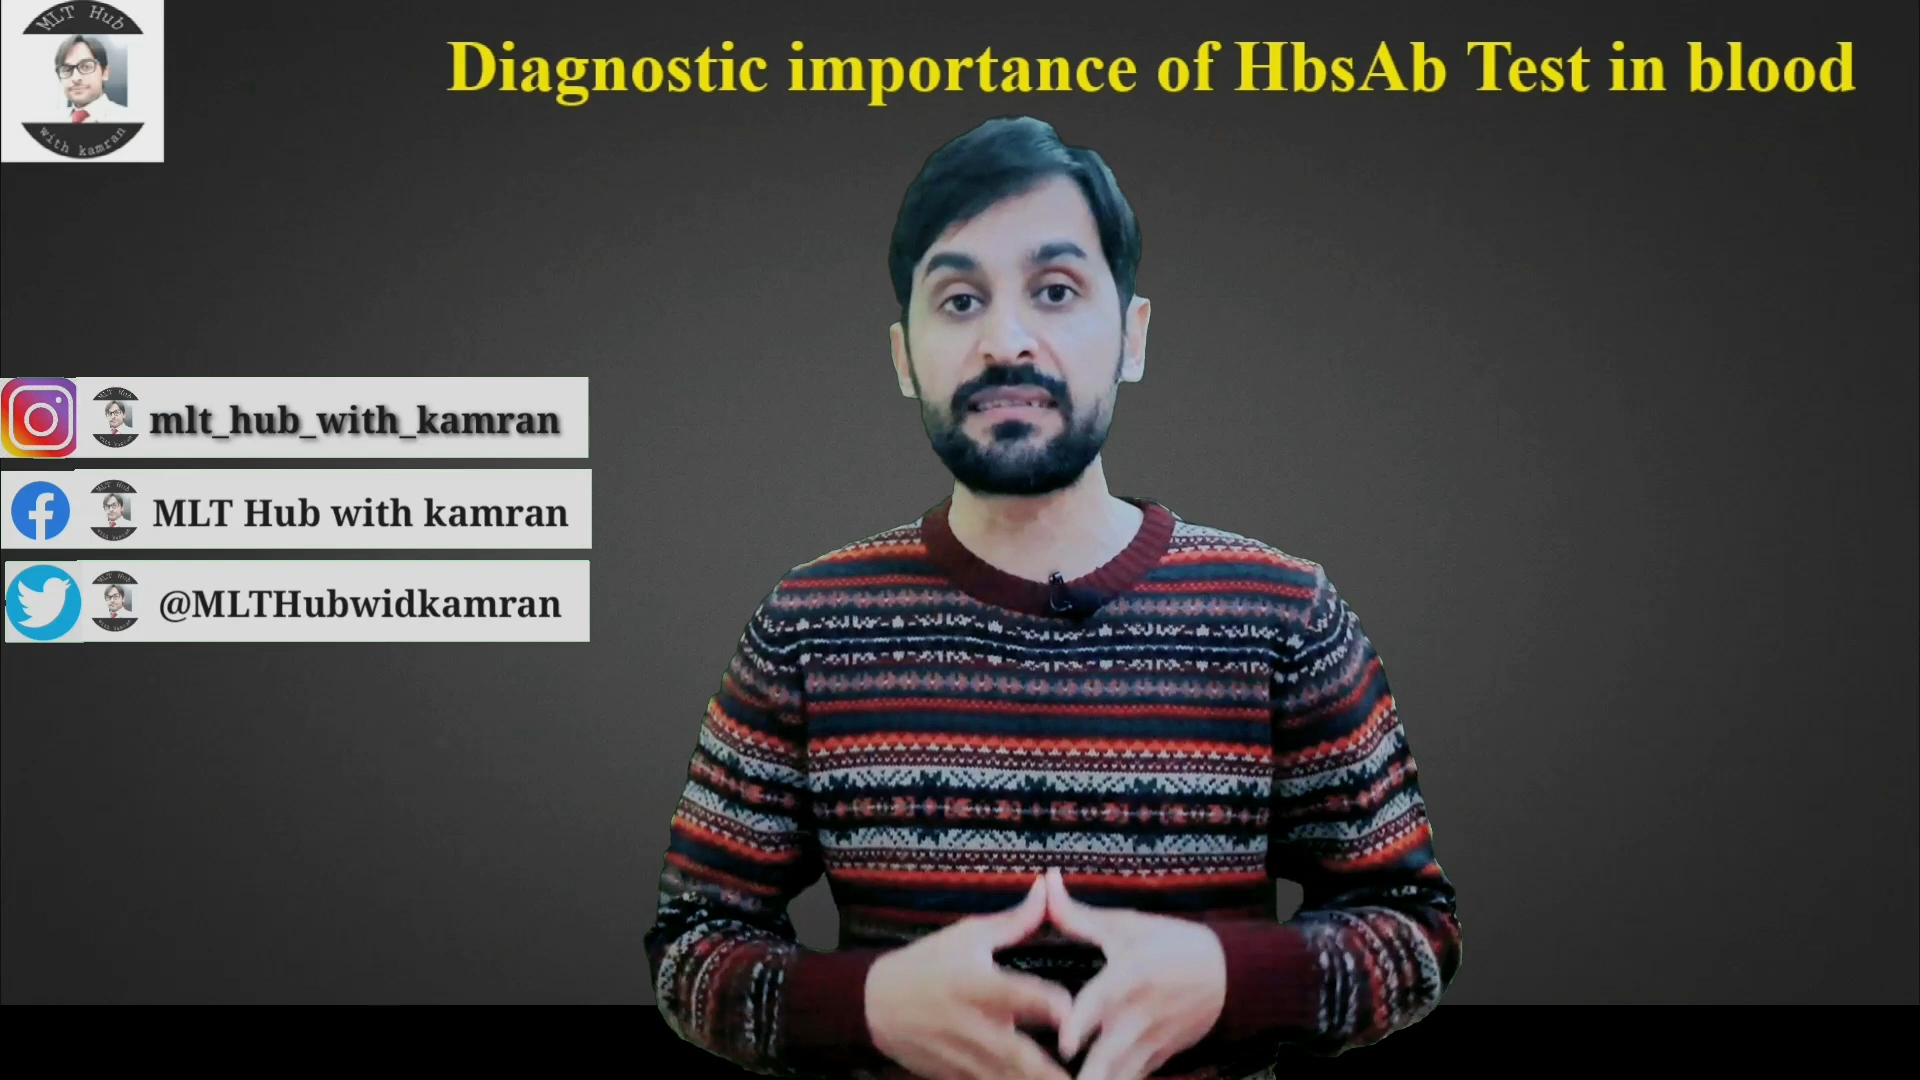 MLT Hub
with kamran
Diagnostic importance of HbsAb Test in blood
mlt_hub_with_kamran
MLT Hub with kamran
@MLTHubwidkamran